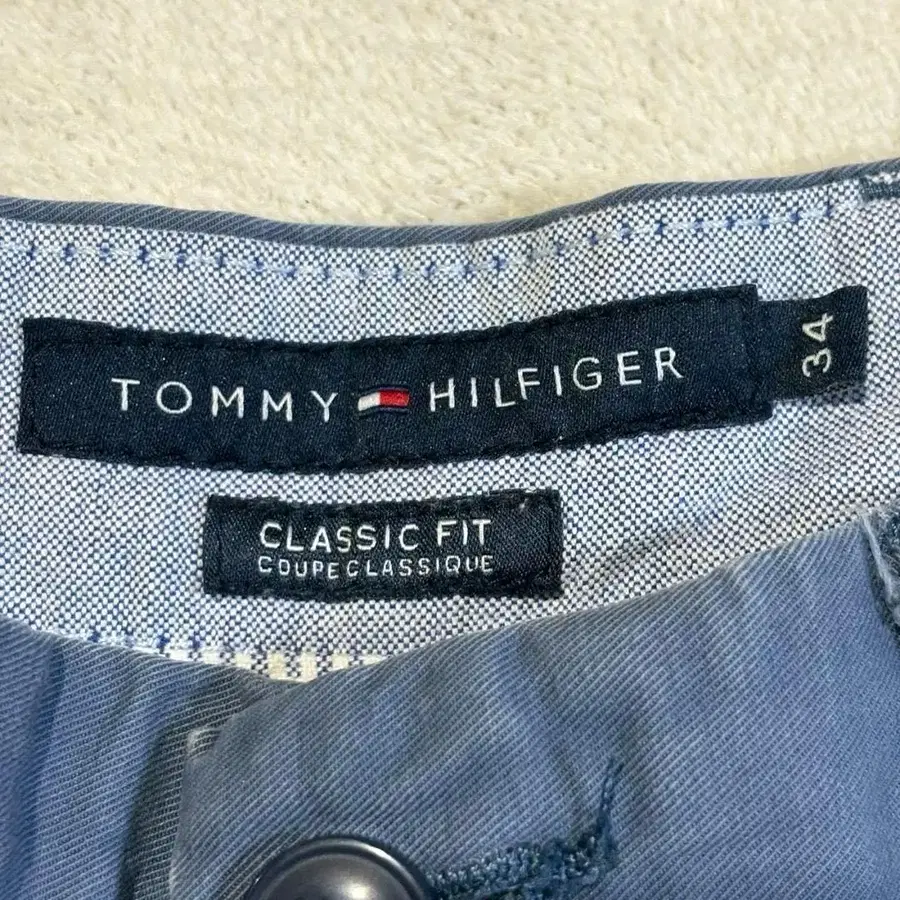 TOMMY HILFIGER
34
CLASSIC FIT
COUPE CLASSIQUE